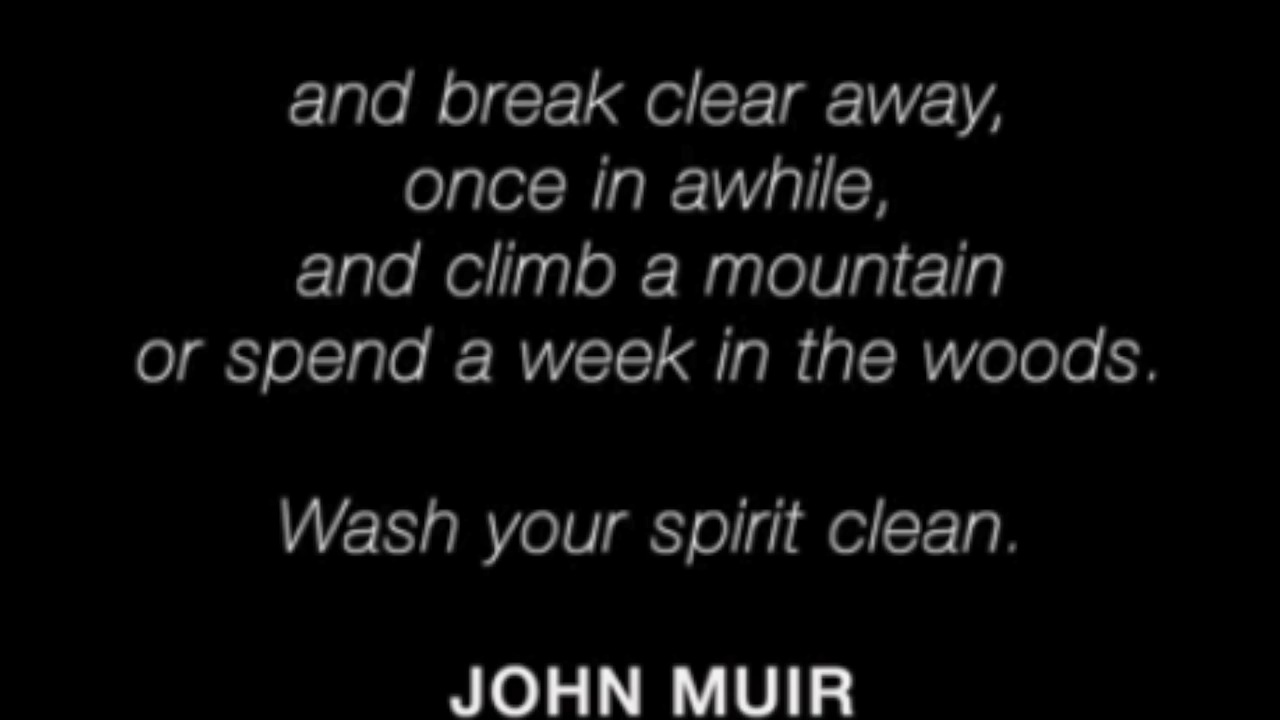 and break clear away,
once in awhile,
and climb a mountain
or spend a week in the woods.
Wash your spirit clean.
JOHN MUIR